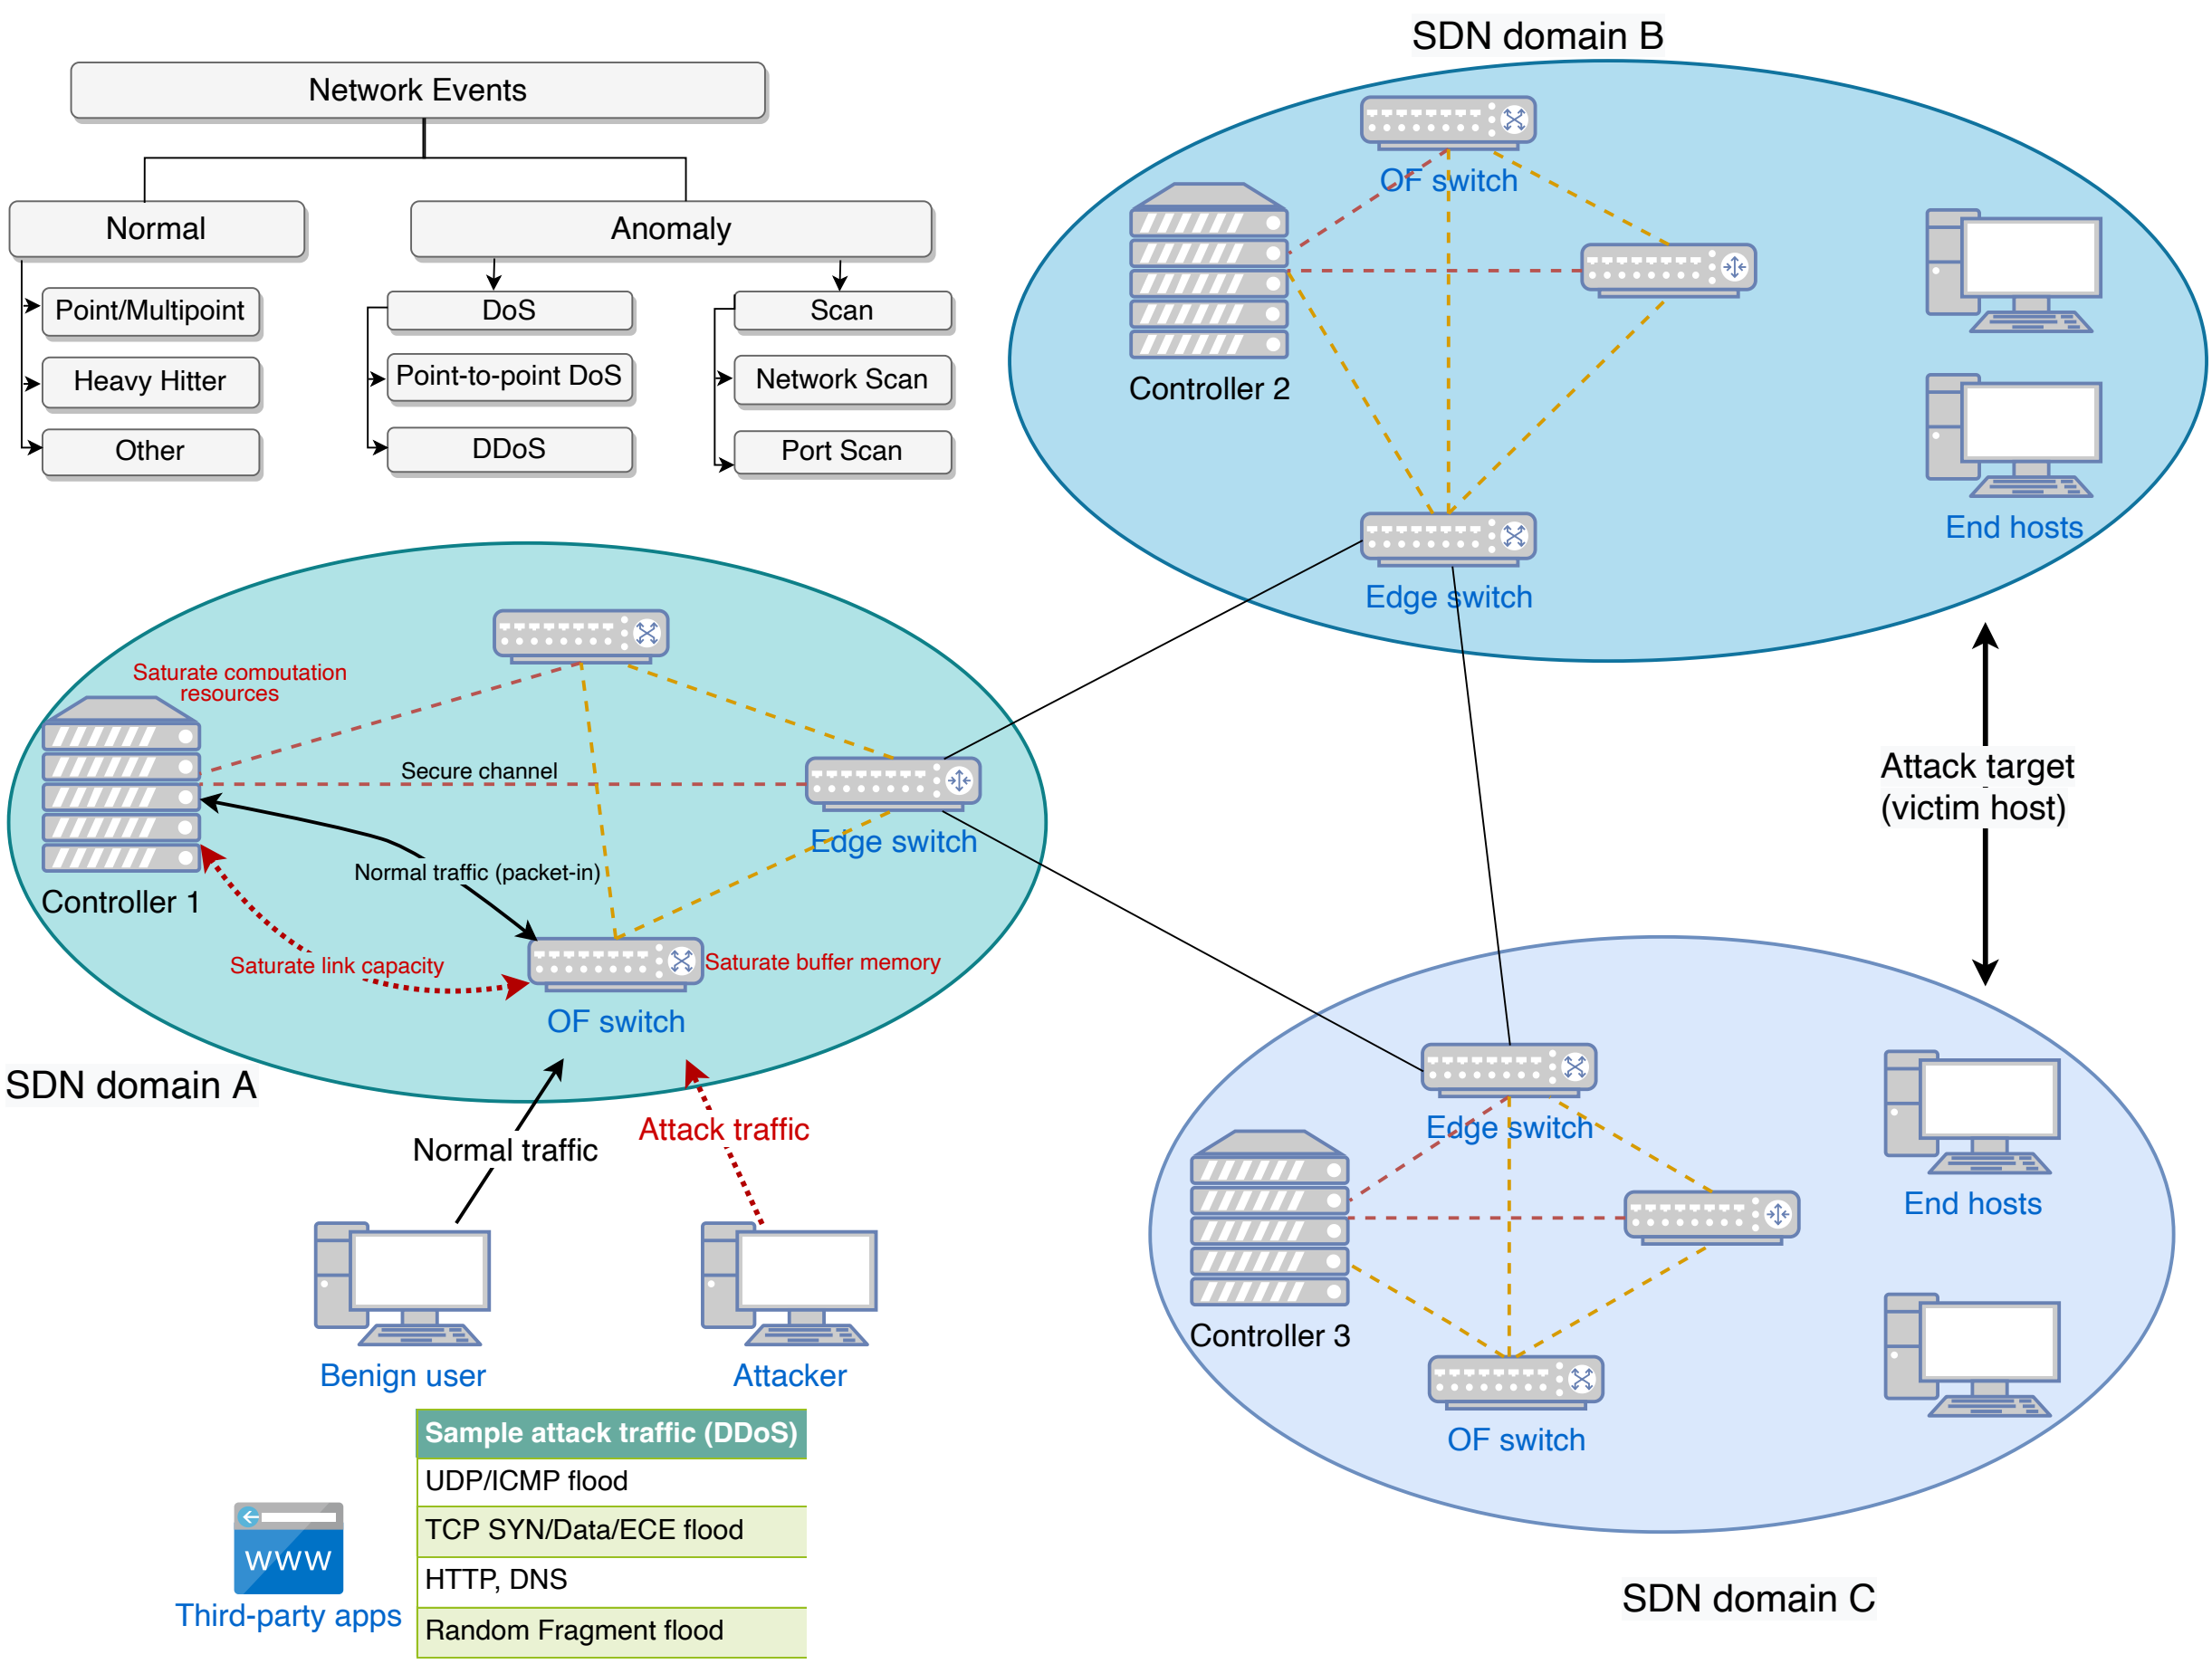 SDN domain B
Network Events
Normal
Anomaly
Point/Multipoint
Heavy Hitter
Other
DoS
Point-to-point DoS
DDoS
Scan
Network Scan
Port Scan
OF switch
Controller 2
End hosts
Edge switch
Saturate computation
resources
Secure channel
Edge switch
Normal traffic (packet-in)
Controller 1
Saturate link capacity
Saturate buffer memory
OF switch
SDN domain A
Attack target
(victim host)
Normal traffic
Attack traffic
Benign user
Attacker
Edge switch
End hosts
Controller 3
OF switch
SDN domain C
Sample attack traffic (DDoS)
UDP/ICMP flood
TCP SYN/Data/ECE flood
HTTP, DNS
Random Fragment flood
WWW
Third-party apps